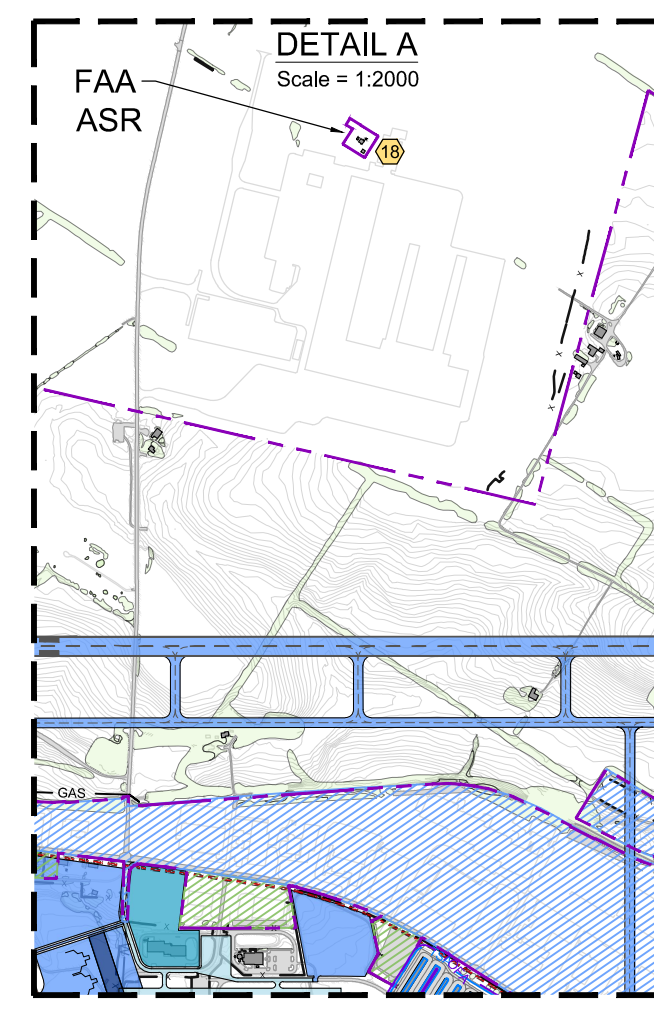 DETAIL A
Scale = 1:2000
FAA
ASR
18
x
x
x
GAS
x
x
x